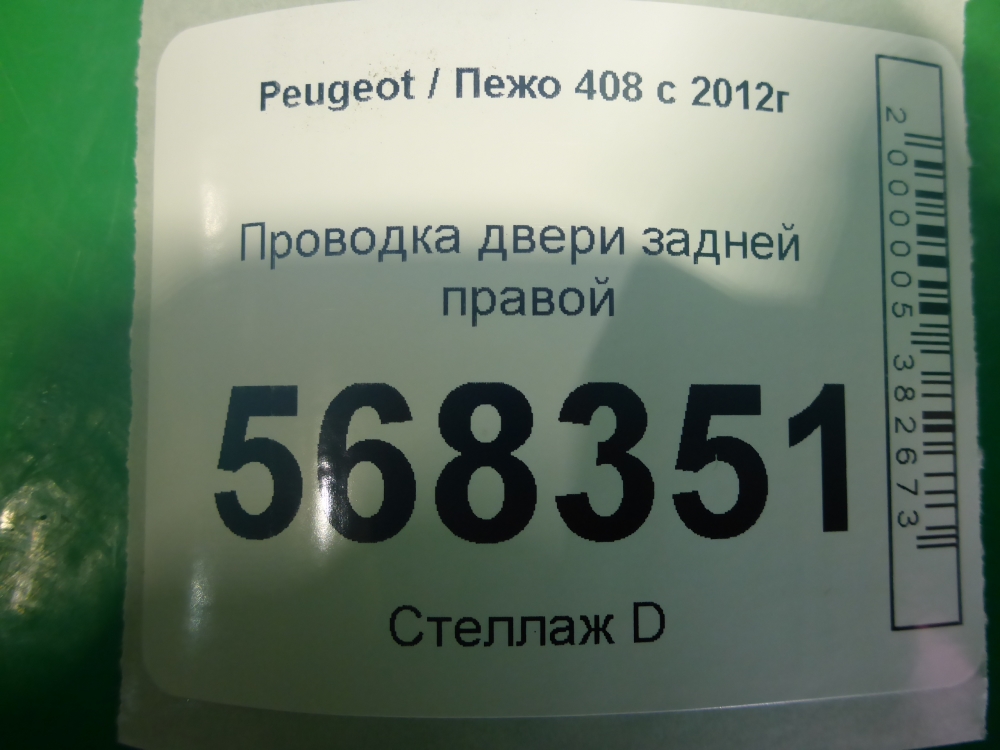 Peugeot / Пежо 408 с 2012г
Проводка двери задней
правой
568351
Стеллаж D
2000005382673